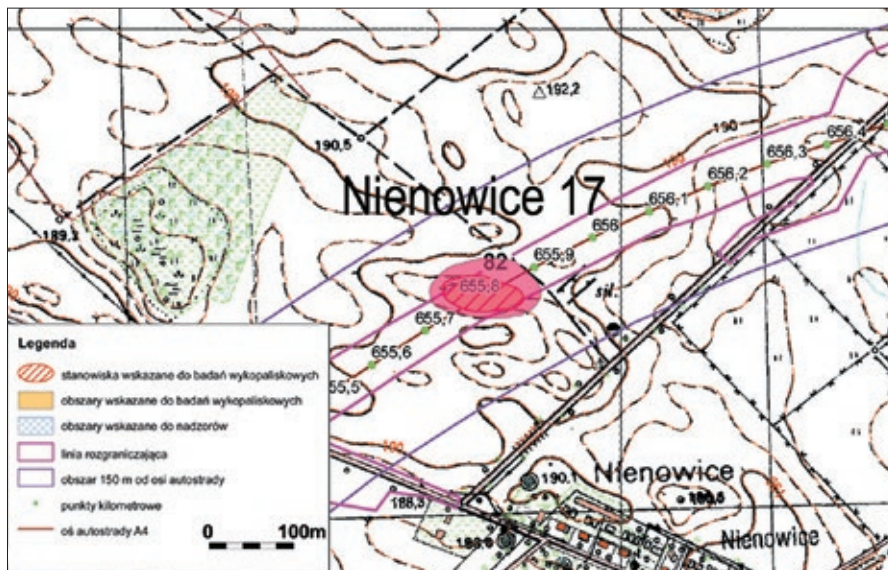 192,2
190
190
190,5
656,4
656,3
656,2
656,1
656
Nienowice 17
189,3
82
655,9
655,8
sil.
655,7
655,6
655,5
Legenda
stanowiska wskazane do badań wykopaliskowych
obszary wskazane do badań wykopaliskowych
obszary wskazane do nadzorów
linia rozgraniczająca
obszar 150 m od osi autostrady
punkty kilometrowe
oś autostrady A4
0 100m
190
188,3
190,1
Nienowice
Nienowice